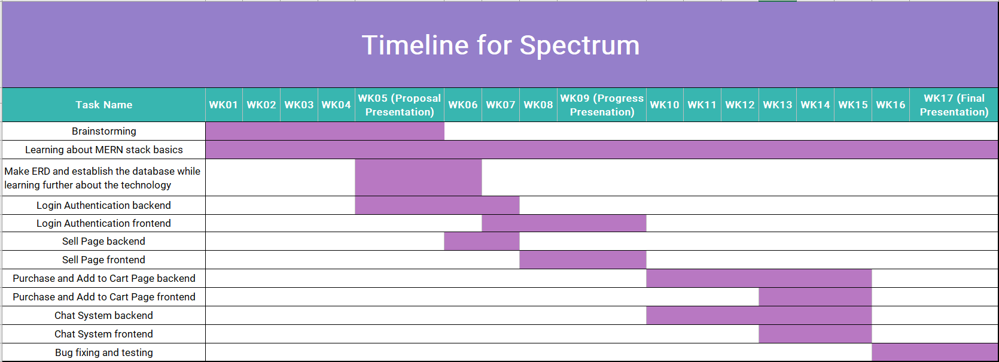 Timeline for Spectrum
Task Name
WK01
WK02
WK03
WK04
WK05 (Proposal
Presentation)
WK06
WK07
WK08
WK09 (Progress
Presenation)
WK10
WK11
WK12
WK13
WK14
WK15
WK16
WK17 (Final
Presentation)
Brainstorming
Learning about MERN stack basics
Make ERD and establish the database while
learning further about the technology
Login Authentication backend
Login Authentication frontend
Sell Page backend
Sell Page frontend
Purchase and Add to Cart Page backend
Purchase and Add to Cart Page frontend
Chat System backend
Chat System frontend
Bug fixing and testing